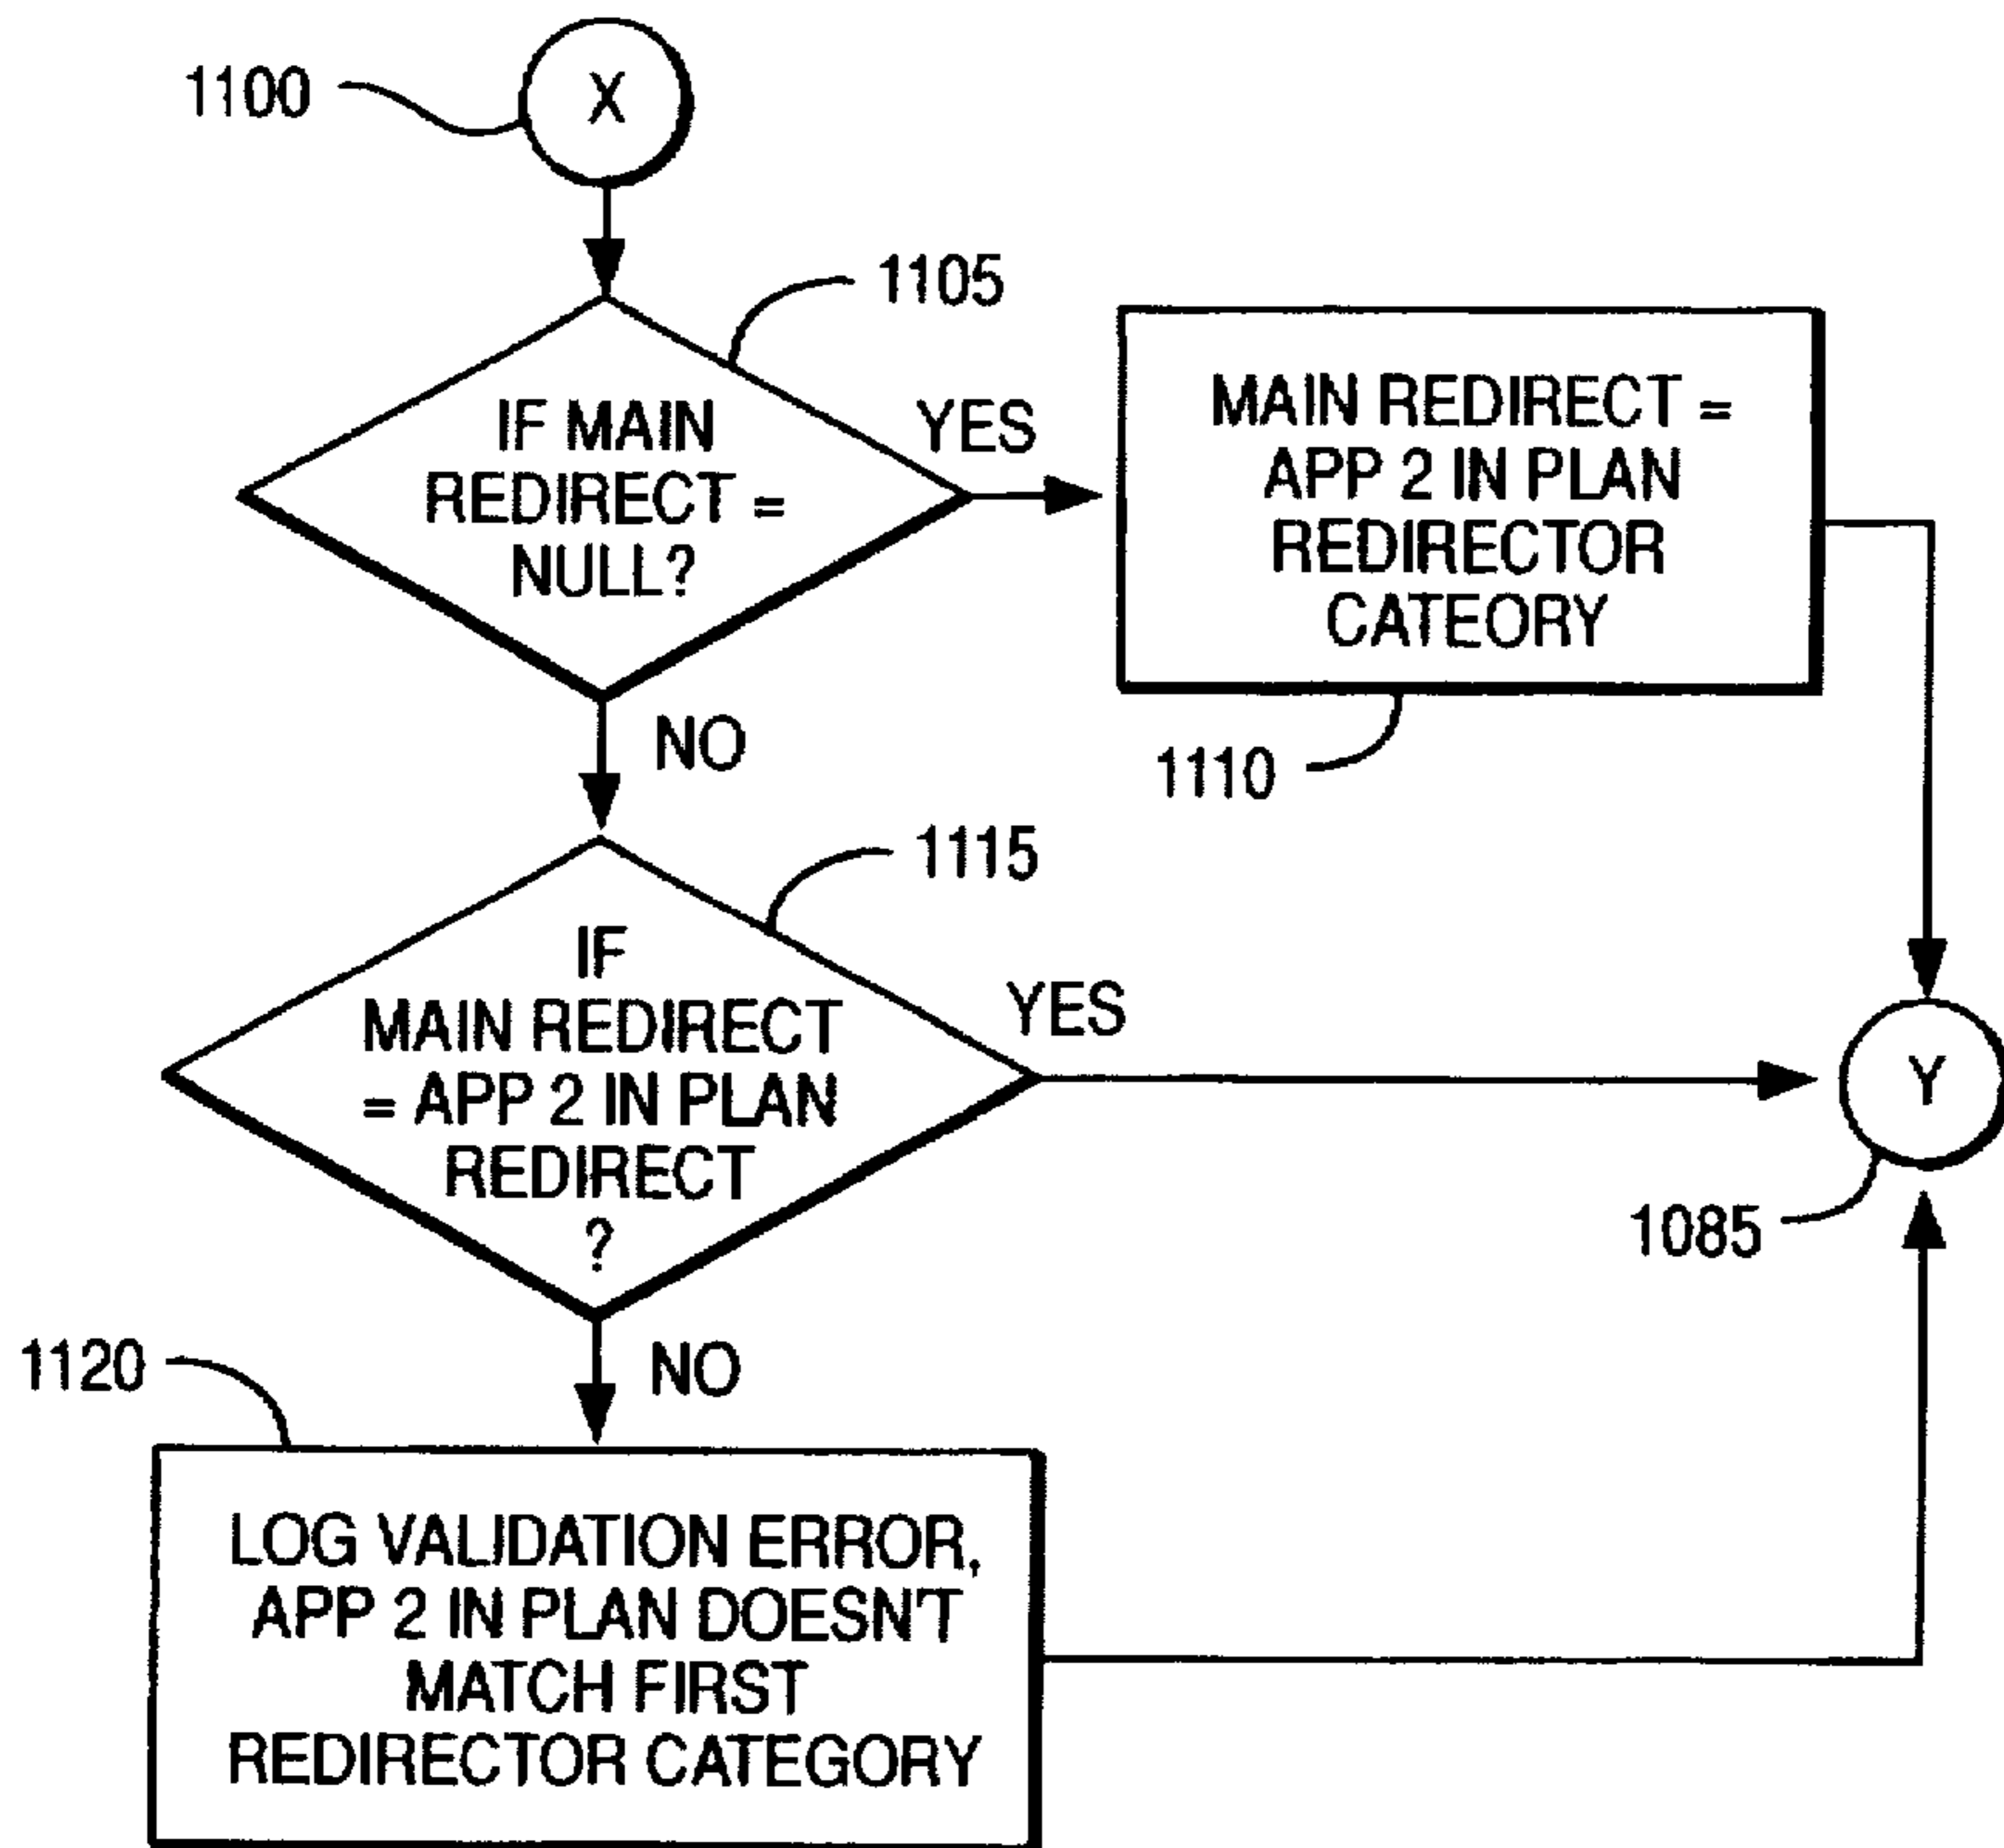 1100
X
1105
IF MAIN
REDIRECT =
NULL?
YES
MAIN REDIRECT =
APP 2 IN PLAN
REDIRECTOR
CATEORY
1110
NO
1115
IF
MAIN REDIRECT
= APP 2 IN PLAN
REDIRECT
?
YES
Y
1085
NO
1120
LOG VALIDATION ERROR,
APP 2 IN PLAN DOESN'T
MATCH FIRST
REDIRECTOR CATEGORY